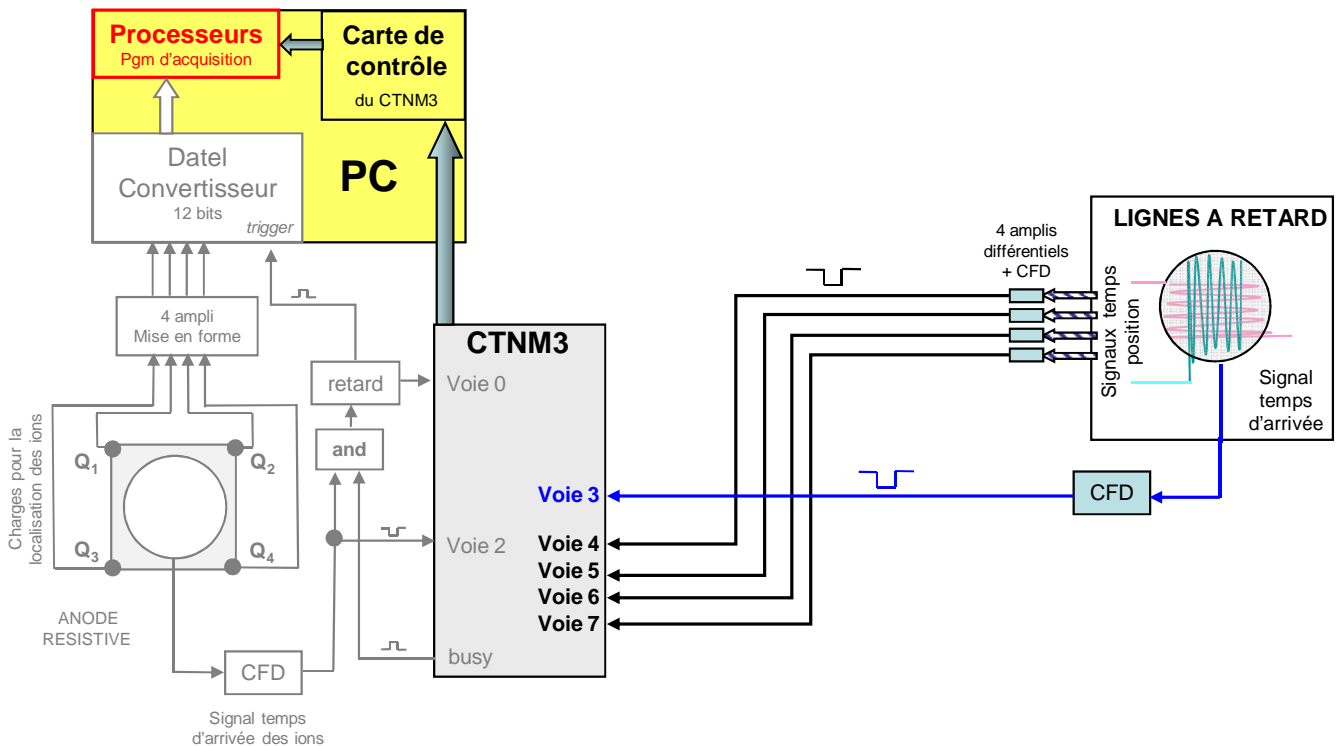 Processeurs
Pgm d'acquisition
Carte de
contrôle
du CTNM3
PC
Datel
Convertisseur
12 bits
trigger
4 ampli
Mise en forme
retard
and
Charges pour la
localisation des ions
Q1
Q2
Q3
Q4
ANODE
RESISTIVE
CFD
Signal temps
d'arrivée des ions
CTNM3
Voie 0
Voie 3
Voie 2
Voie 4
Voie 5
Voie 6
Voie 7
busy
4 amplis
différentiels
+ CFD
LIGNES A RETARD
Signaux temps
position
Signal
temps
d'arrivée
CFD